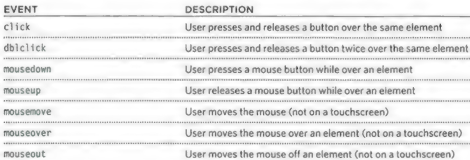 EVENT DESCRIPTION
click User presses and releases a button over the same element
dblclick User presses and releases a button twice over the same element
mousedown User presses a mouse button while over an element
mouseup User releases a mouse button while over an element
mousemove User moves the mouse (not on a touchscreen)
mouseover User moves the mouse over an element (not on a touchscreen)
mouseout User moves the mouse off an element (not on a touchscreen)